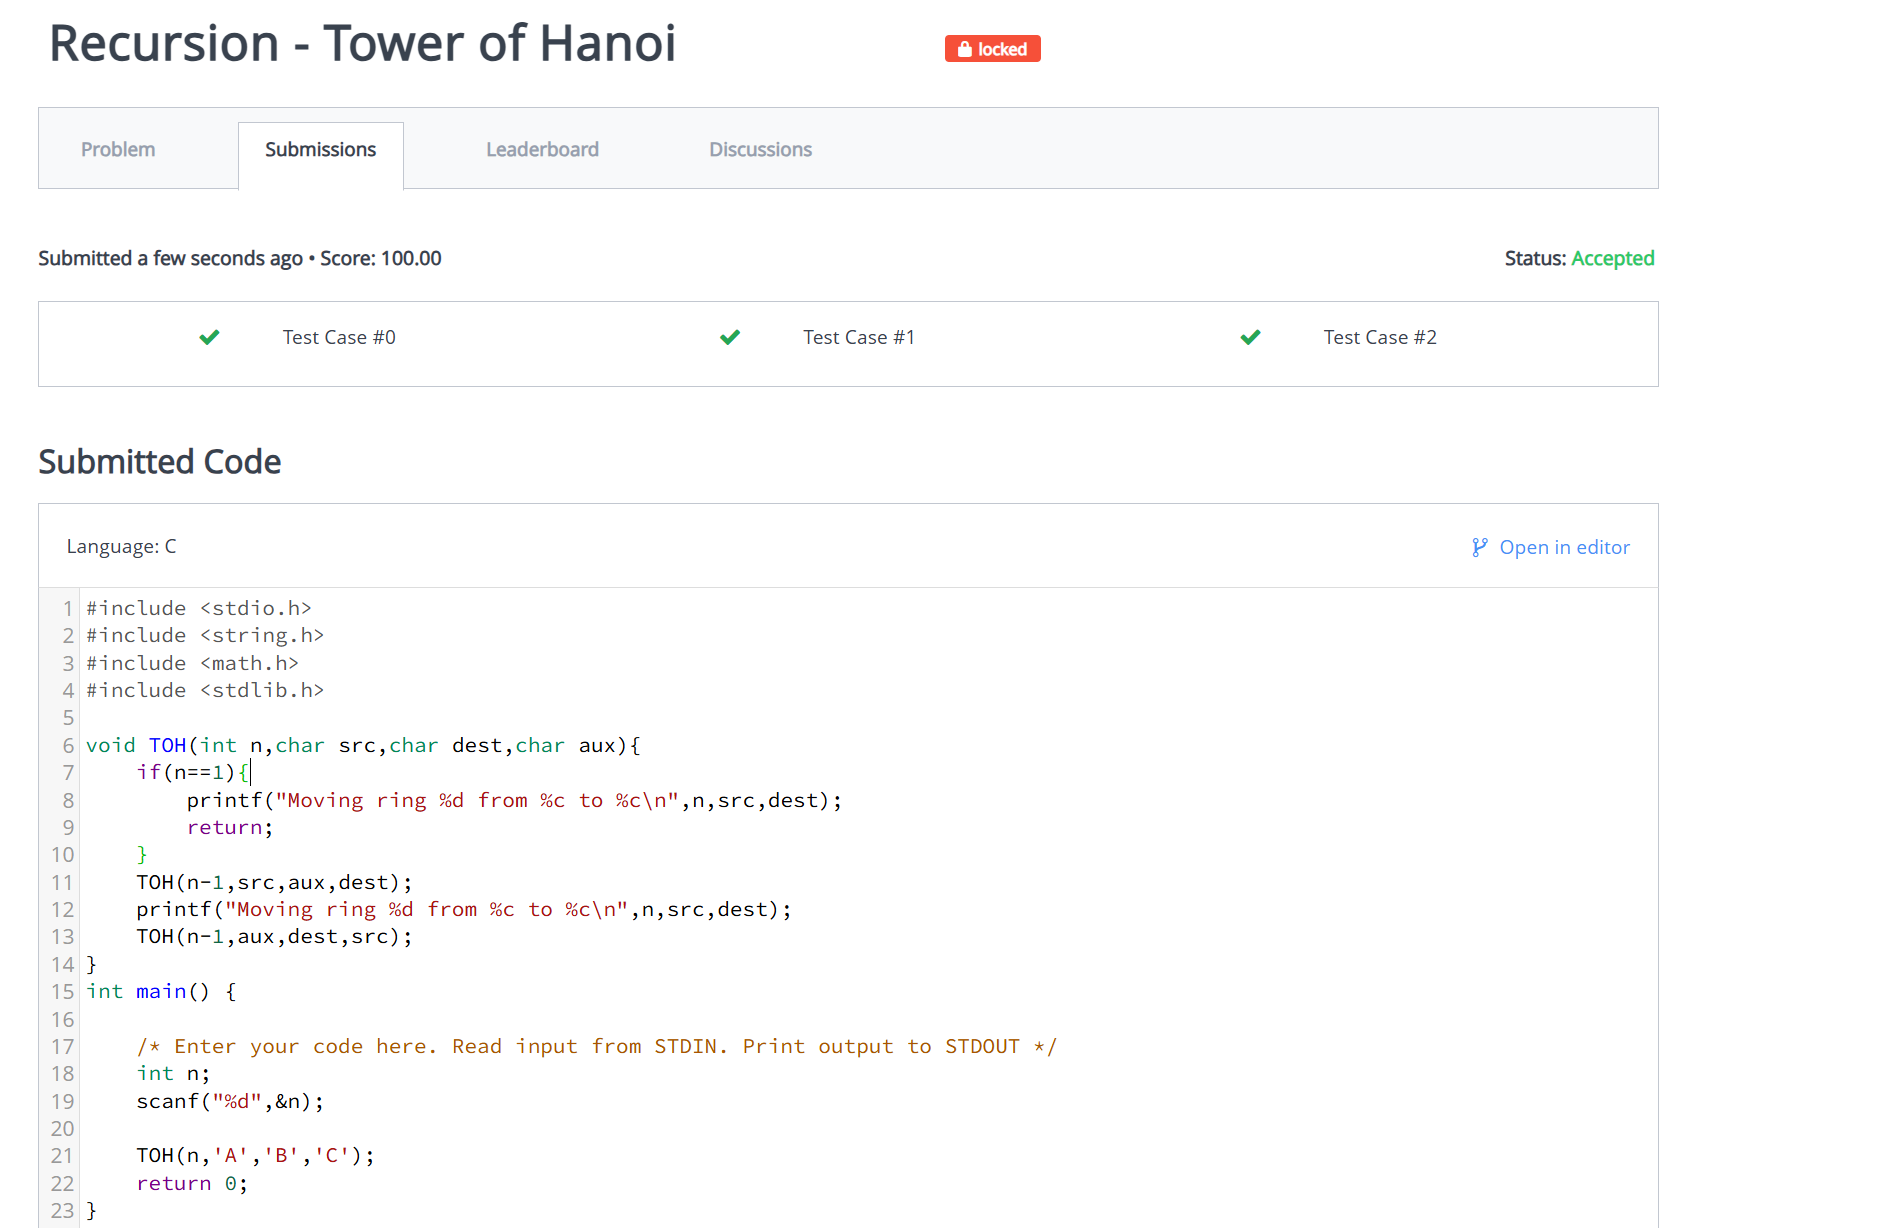 Recursion - Tower of Hanoi
locked
Problem
Submissions
Leaderboard
Discussions
Submitted a few seconds ago • Score: 100.00
Status: Accepted
Test Case #0
Test Case #1
Test Case #2
Submitted Code
Language: C
Open in editor
1 #include <stdio.h>
2 #include <string.h>
3 #include <math.h>
4 #include <stdlib.h>
5
6 void TOH(int n,char src,char dest,char aux){
7     if(n==1){
8         printf("Moving ring %d from %c to %c\n",n,src,dest);
9         return;
10     }
11     TOH(n-1,src,aux,dest);
12     printf("Moving ring %d from %c to %c\n",n,src,dest);
13     TOH(n-1,aux,dest,src);
14 }
15 int main() {
16
17     /* Enter your code here. Read input from STDIN. Print output to STDOUT */
18     int n;
19     scanf("%d",&n);
20
21     TOH(n,'A','B','C');
22     return 0;
23 }